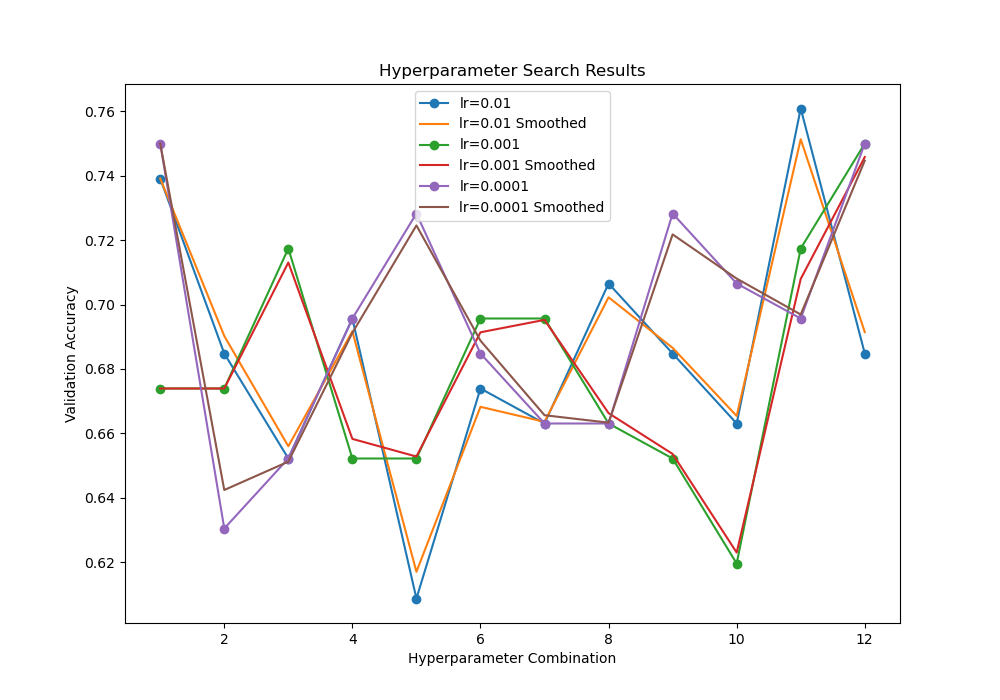 Hyperparameter Search Results
lr=0.01
lr=0.01 Smoothed
lr=0.001
lr=0.001 Smoothed
lr=0.0001
lr=0.0001 Smoothed
Validation Accuracy
0.76
0.74
0.72
0.70
0.68
0.66
0.64
0.62
2 4 6 8 10 12
Hyperparameter Combination